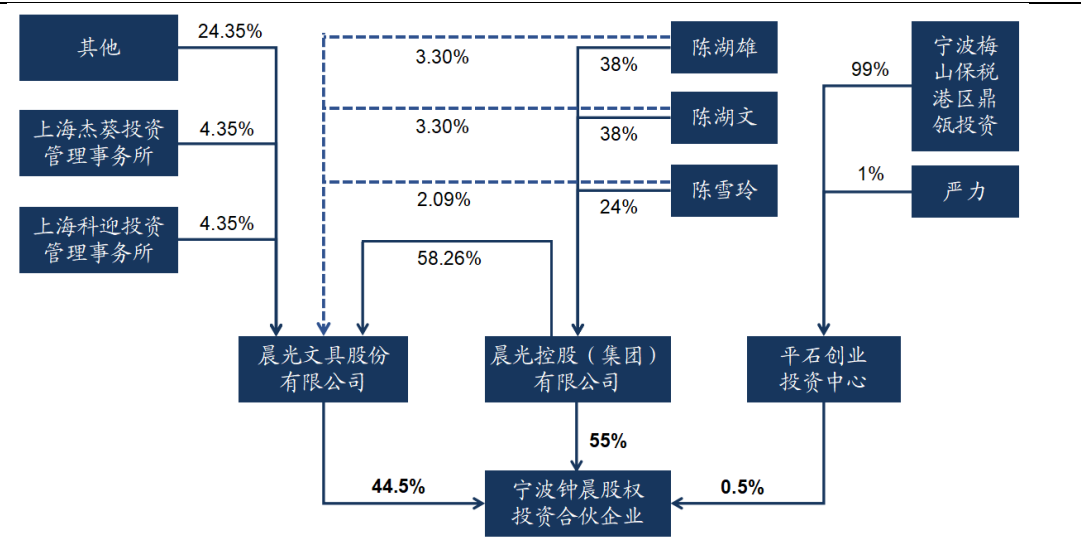 其他
24.35%
上海杰葵投资
管理事务所
4.35%
上海科迎投资
管理事务所
4.35%
3.30%
3.30%
2.09%
58.26%
陈湖雄
38%
陈湖文
38%
陈雪玲
24%
宁波梅
山保税
港区鼎
瓴投资
99%
严力
1%
晨光文具股份
有限公司
晨光控股（集团）
有限公司
平石创业
投资中心
44.5%
55%
0.5%
宁波钟晨股权
投资合伙企业